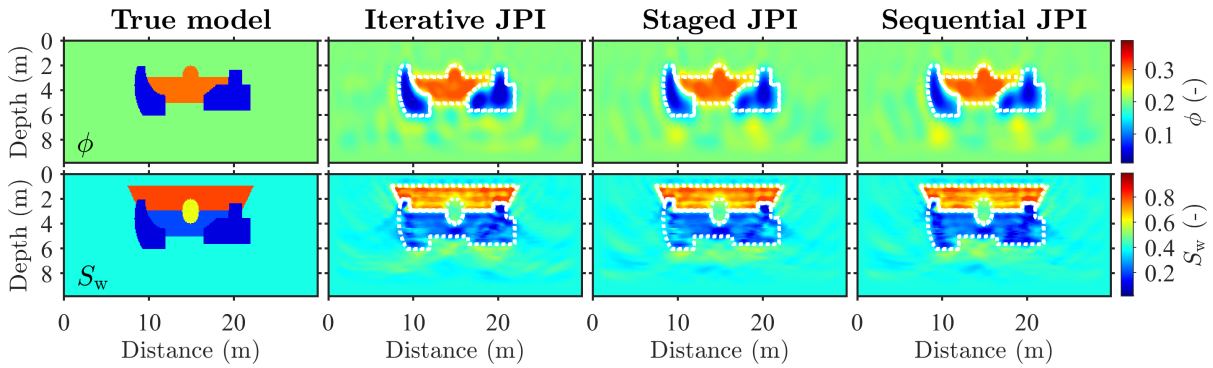 True model Iterative JPI Staged JPI Sequential JPI
Depth (m)
0
2
4
6
8
ϕ
0.3
0.2
0.1
ϕ (-)
Depth (m)
0
2
4
6
8
S_w
0.8
0.6
0.4
0.2
S_w (-)
0 10 20 0 10 20 0 10 20 0 10 20
Distance (m) Distance (m) Distance (m) Distance (m)